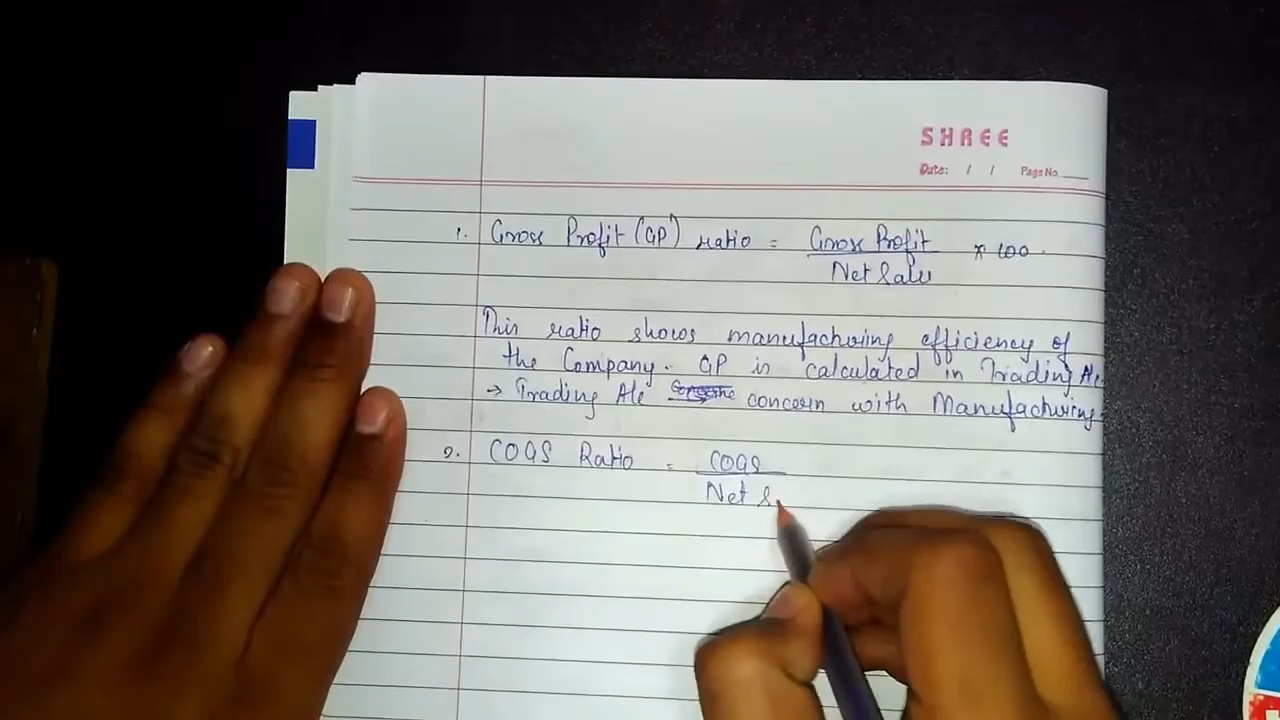 SHREE
Date: / / Page No.
1. Gross Profit (GP) ratio = Gross Profit × 100
Net Sales
This ratio shows manufacturing efficiency of
the Company. GP is calculated in Trading A/c
→ Trading A/c concern with Manufacturing
2. COGS Ratio = COGS
Net S